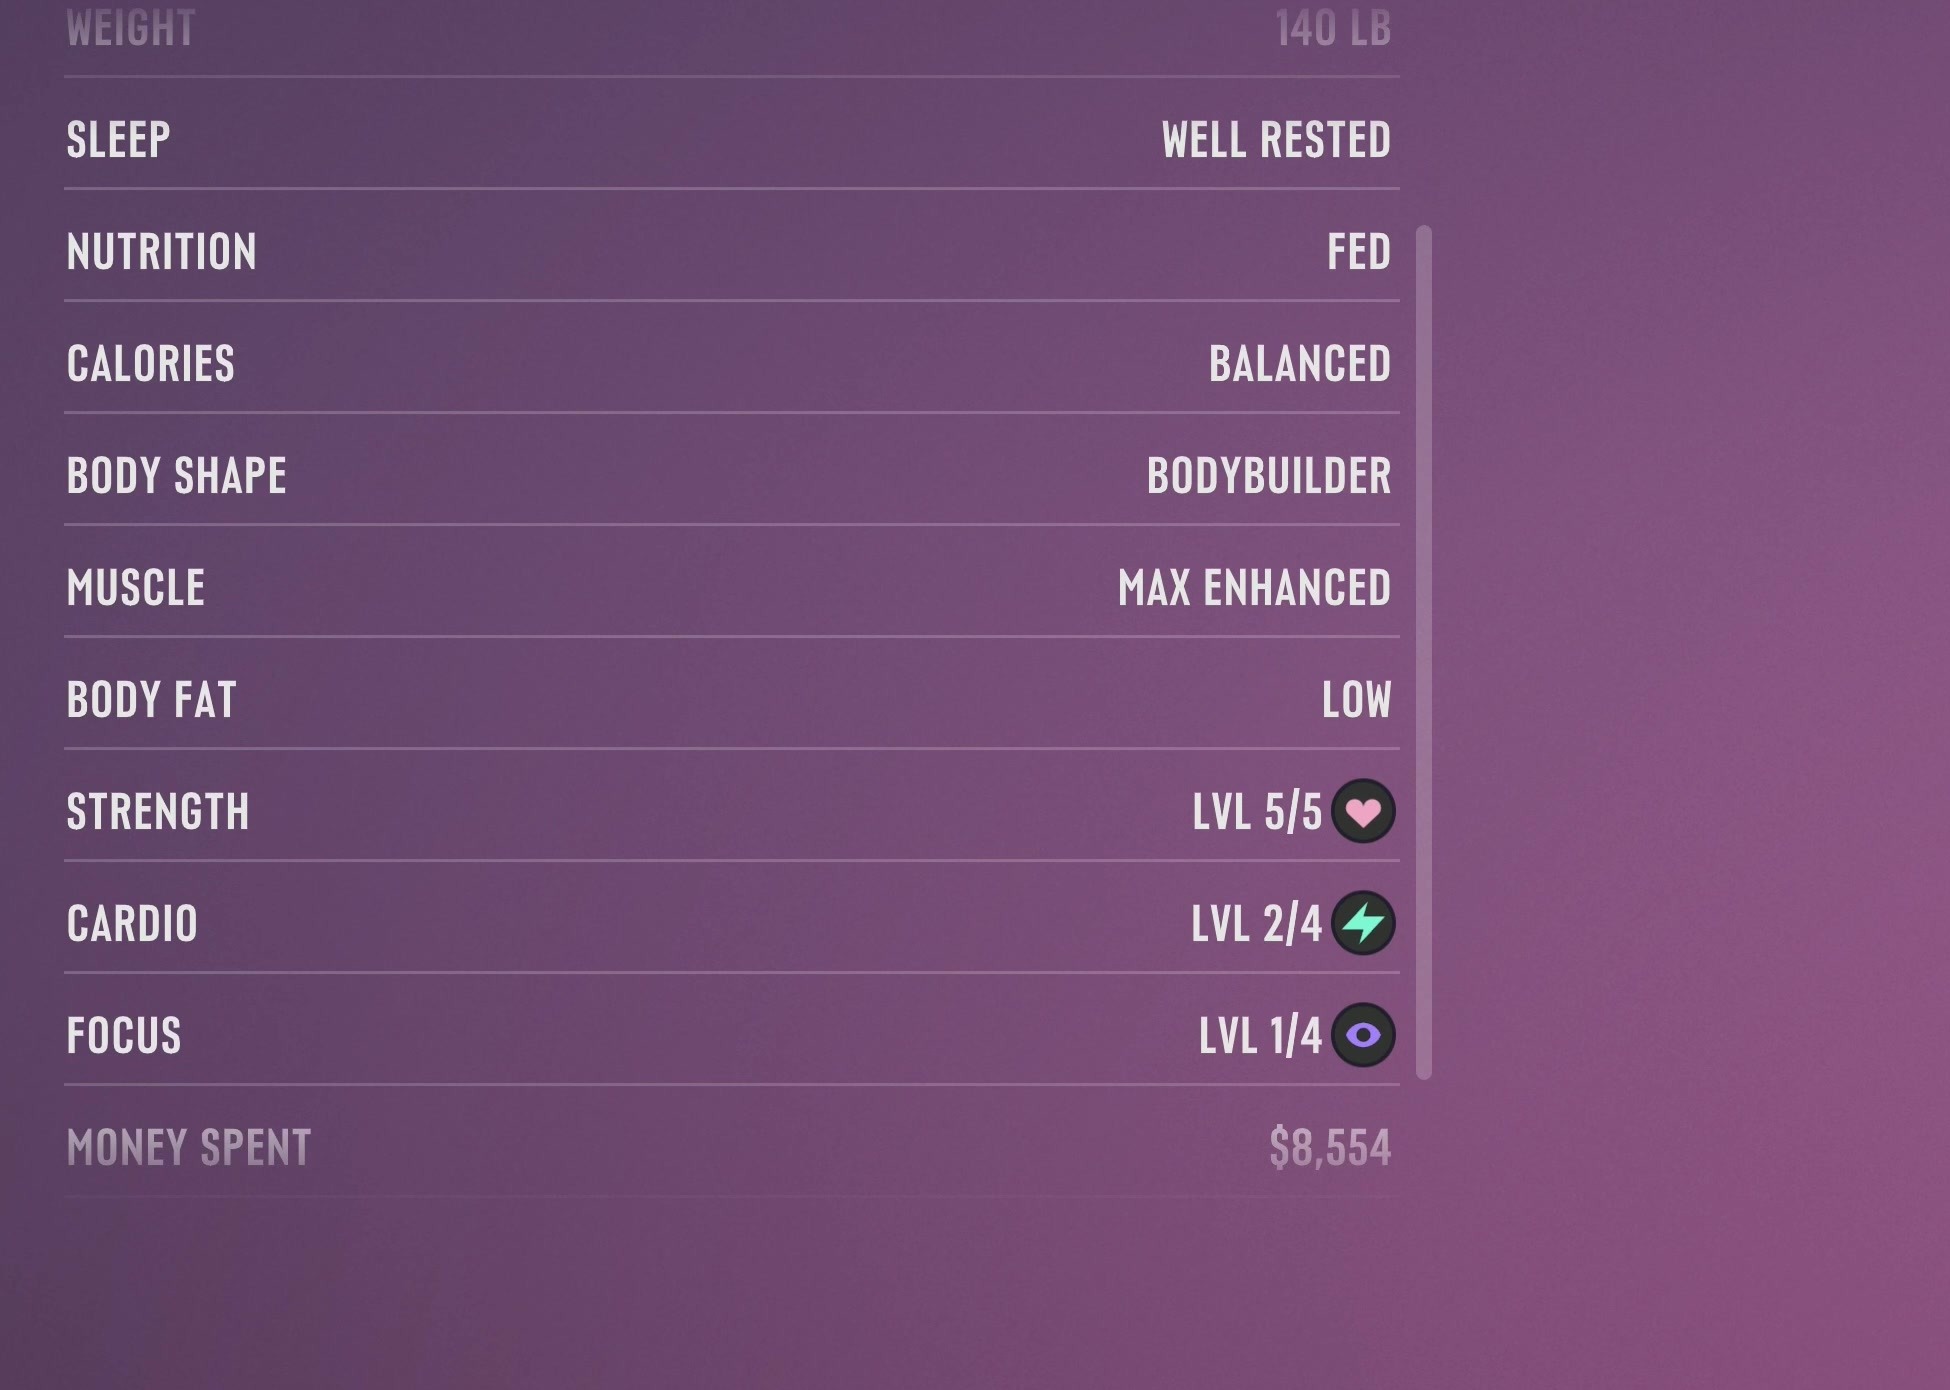 WEIGHT 140 LB
SLEEP WELL RESTED
NUTRITION FED
CALORIES BALANCED
BODY SHAPE BODYBUILDER
MUSCLE MAX ENHANCED
BODY FAT LOW
STRENGTH LVL 5/5
CARDIO LVL 2/4
FOCUS LVL 1/4
MONEY SPENT $8,554